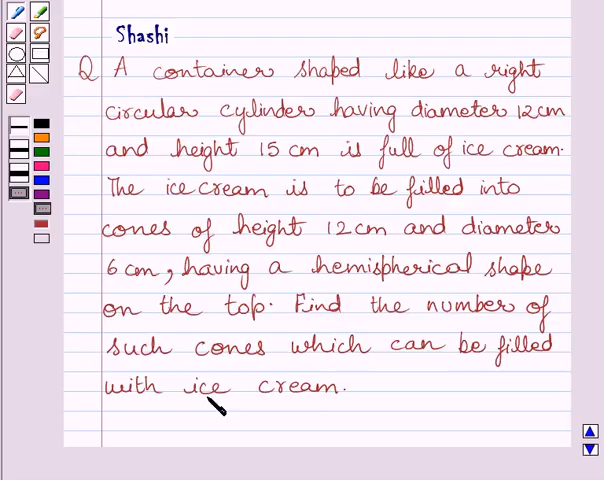 Shashi
Q A container shaped like a right
circular cylinder having diameter 12cm
and height 15 cm is full of ice cream.
The ice cream is to be filled into
cones of height 12cm and diameter
6 cm, having a hemispherical shape
on the top. Find the number of
such cones which can be filled
with ice cream.